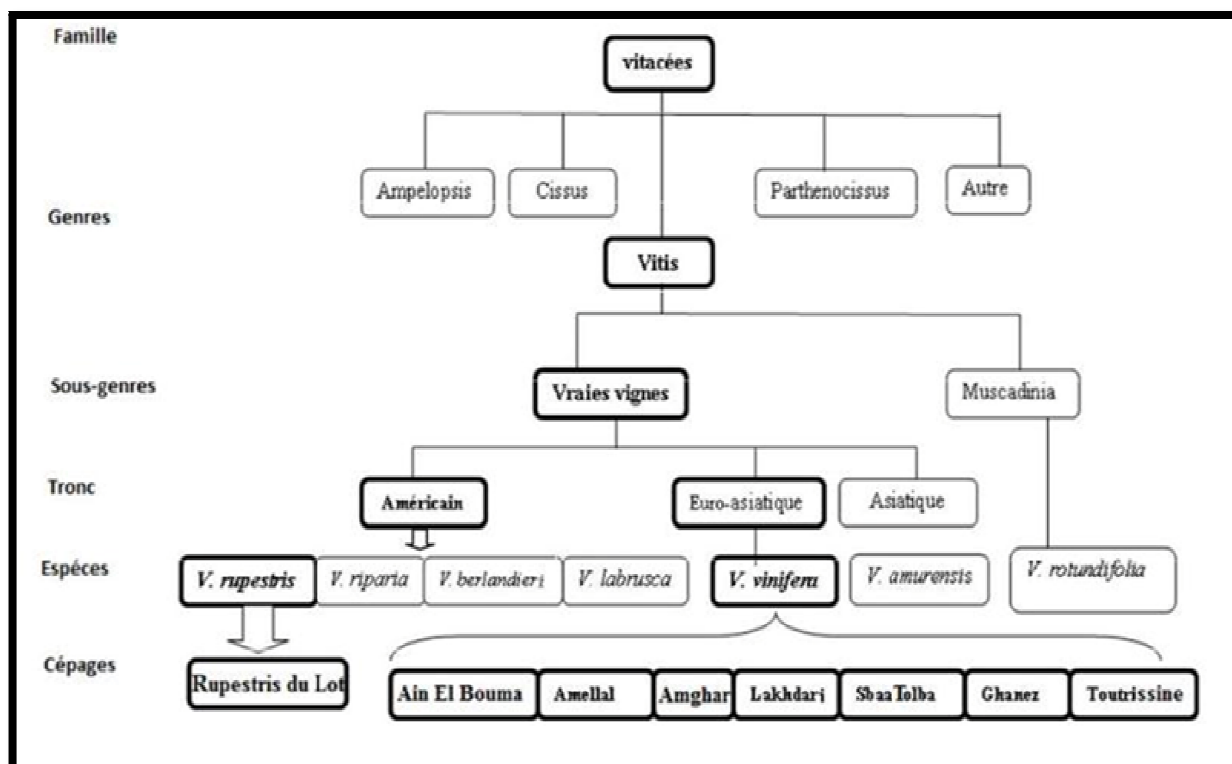 Famille
vitacées
Ampelopsis
Cissus
Parthenocissus
Autre
Genres
Vitis
Sous-genres
Vraies vignes
Muscadinia
Tronc
Américain
Euro-asiatique
Asiatique
Espéces
V. rupestris
V. riparia
V. berlandieri
V. labrusca
V. vinifera
V. amurensis
V. rotundifolia
Cépages
Rupestris du Lot
Ain El Bouma
Amellal
Amghar
Lakhdari
Sbaa Tolba
Ghanez
Toutrissine